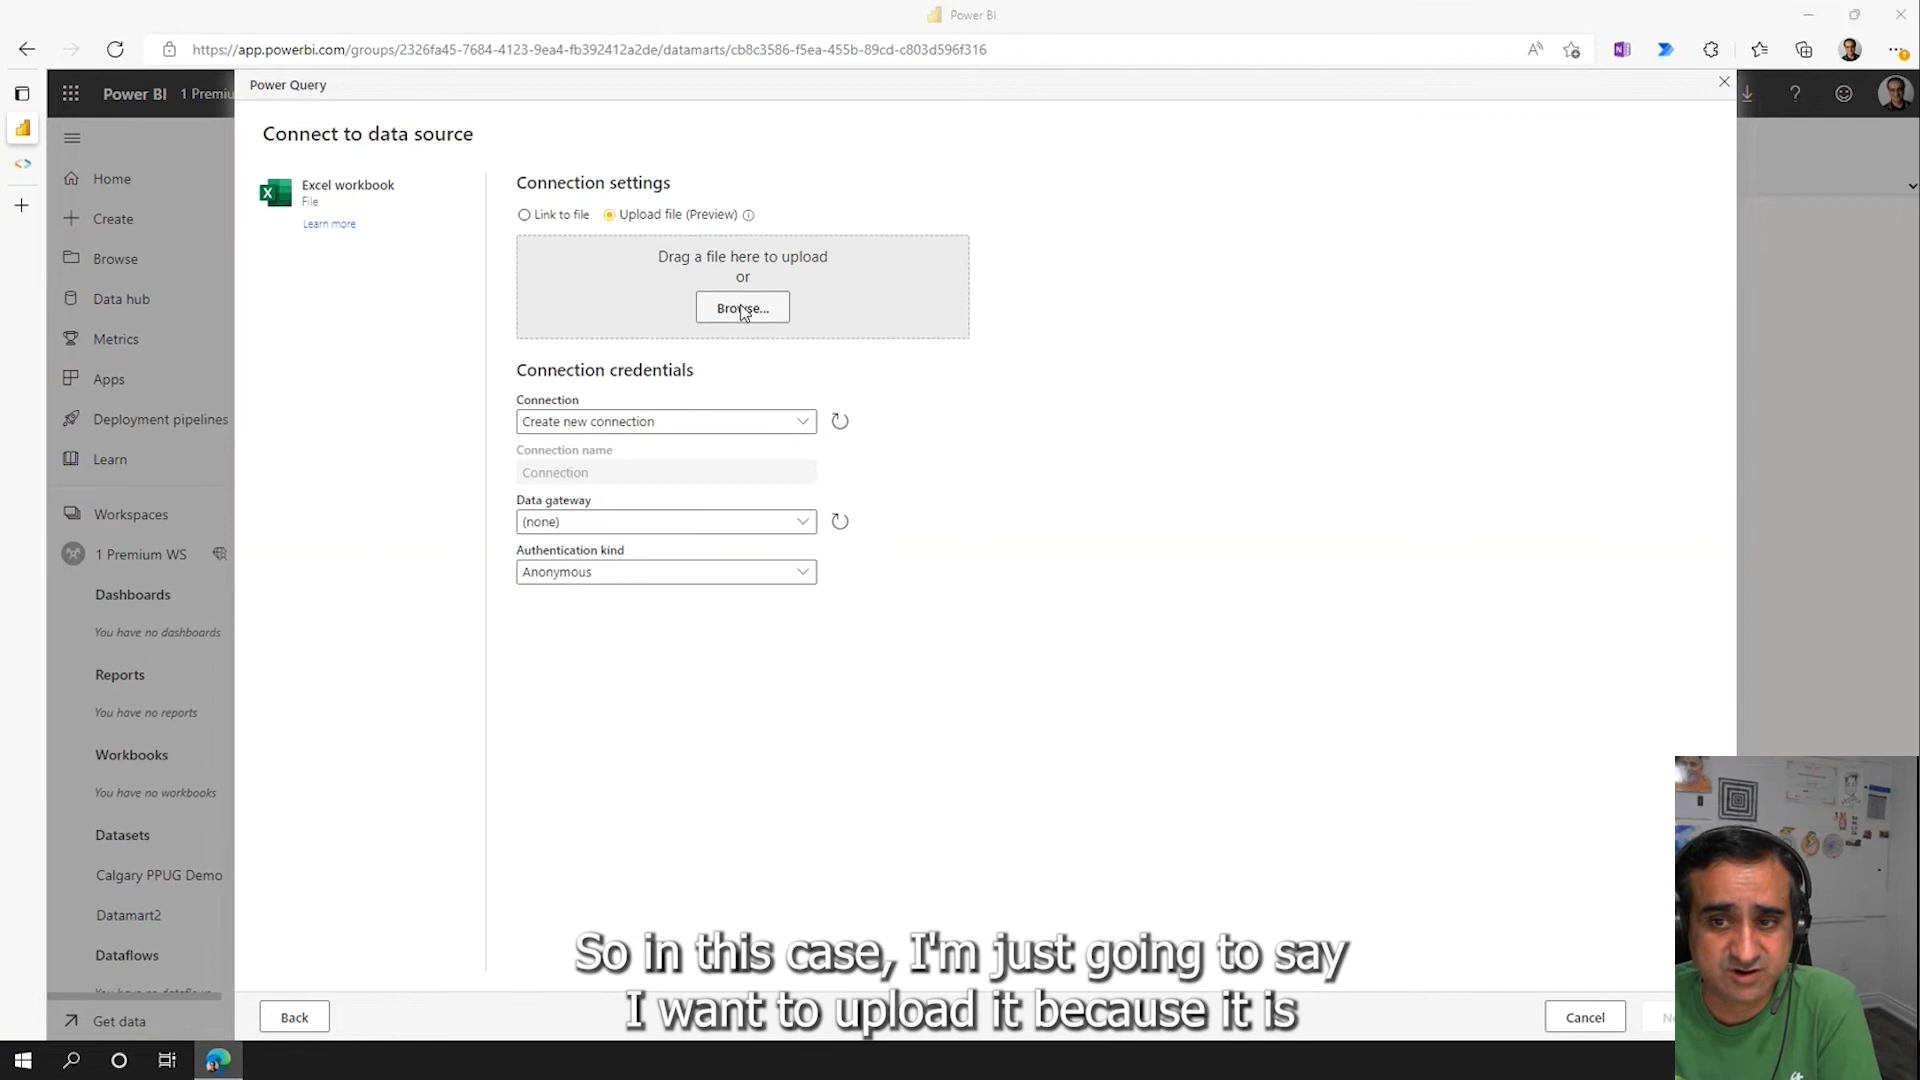 Power BI
https://app.powerbi.com/groups/2326fa45-7684-4123-9ea4-fb392412a2de/datamarts/cb8c3586-f5ea-455b-89cd-c803d596f316
Power BI 1 Premiu
Power Query
Connect to data source
Excel workbook
File
Learn more
Connection settings
Link to file Upload file (Preview)
Drag a file here to upload
or
Browse...
Connection credentials
Connection
Create new connection
Connection name
Connection
Data gateway
(none)
Authentication kind
Anonymous
Home
Create
Browse
Data hub
Metrics
Apps
Deployment pipelines
Learn
Workspaces
1 Premium WS
Dashboards
You have no dashboards
Reports
You have no reports
Workbooks
You have no workbooks
Datasets
Calgary PPUG Demo
Datamart2
Dataflows
Get data
Back
Cancel
So in this case, I'm just going to say
I want to upload it because it is